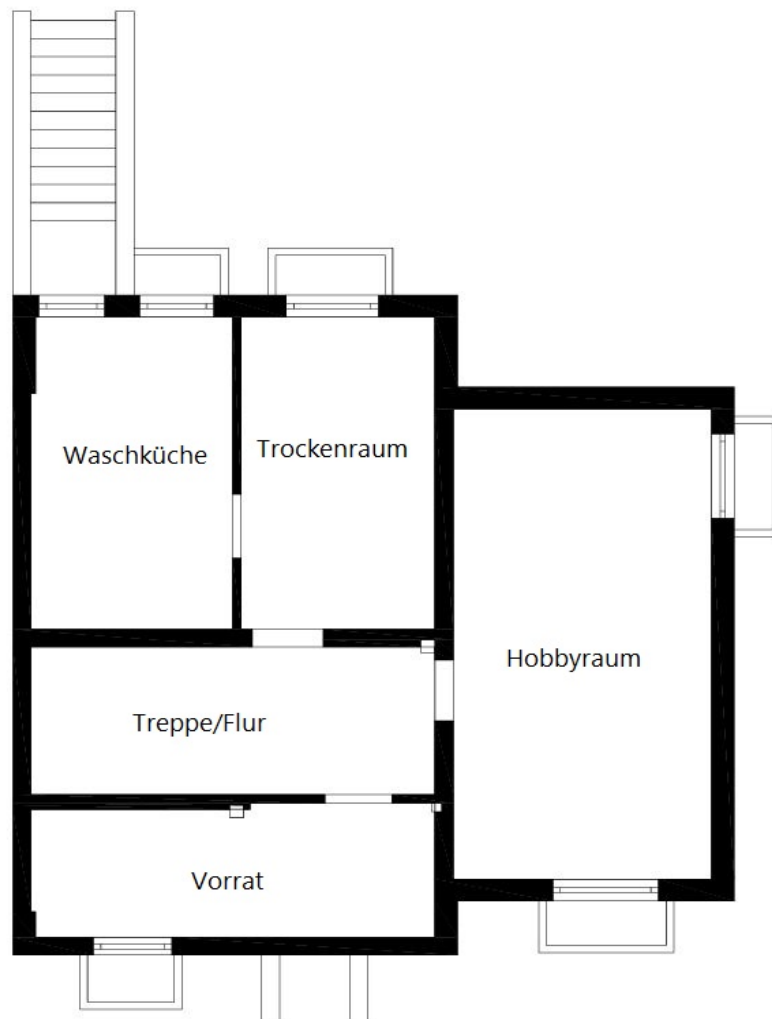 Waschküche
Trockenraum
Hobbyraum
Treppe/Flur
Vorrat